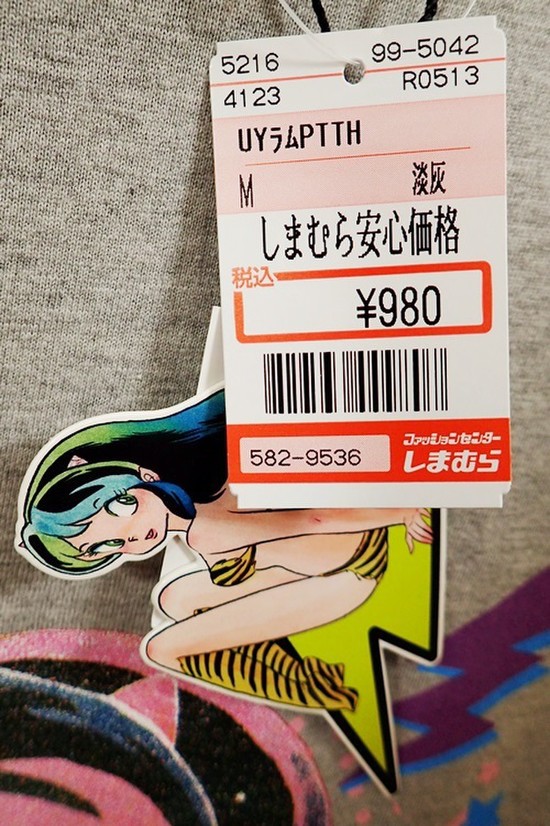 5216 99-5042
4123 R0513
UYラムPTTH
M 淡灰
しまむら安心価格
税込
¥980
582-9536
ファッションセンター
しまむら